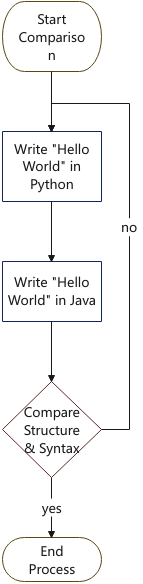 Start
Compariso
n
Write "Hello
World" in
Python
no
Write "Hello
World" in Java
Compare
Structure
& Syntax
yes
End
Process